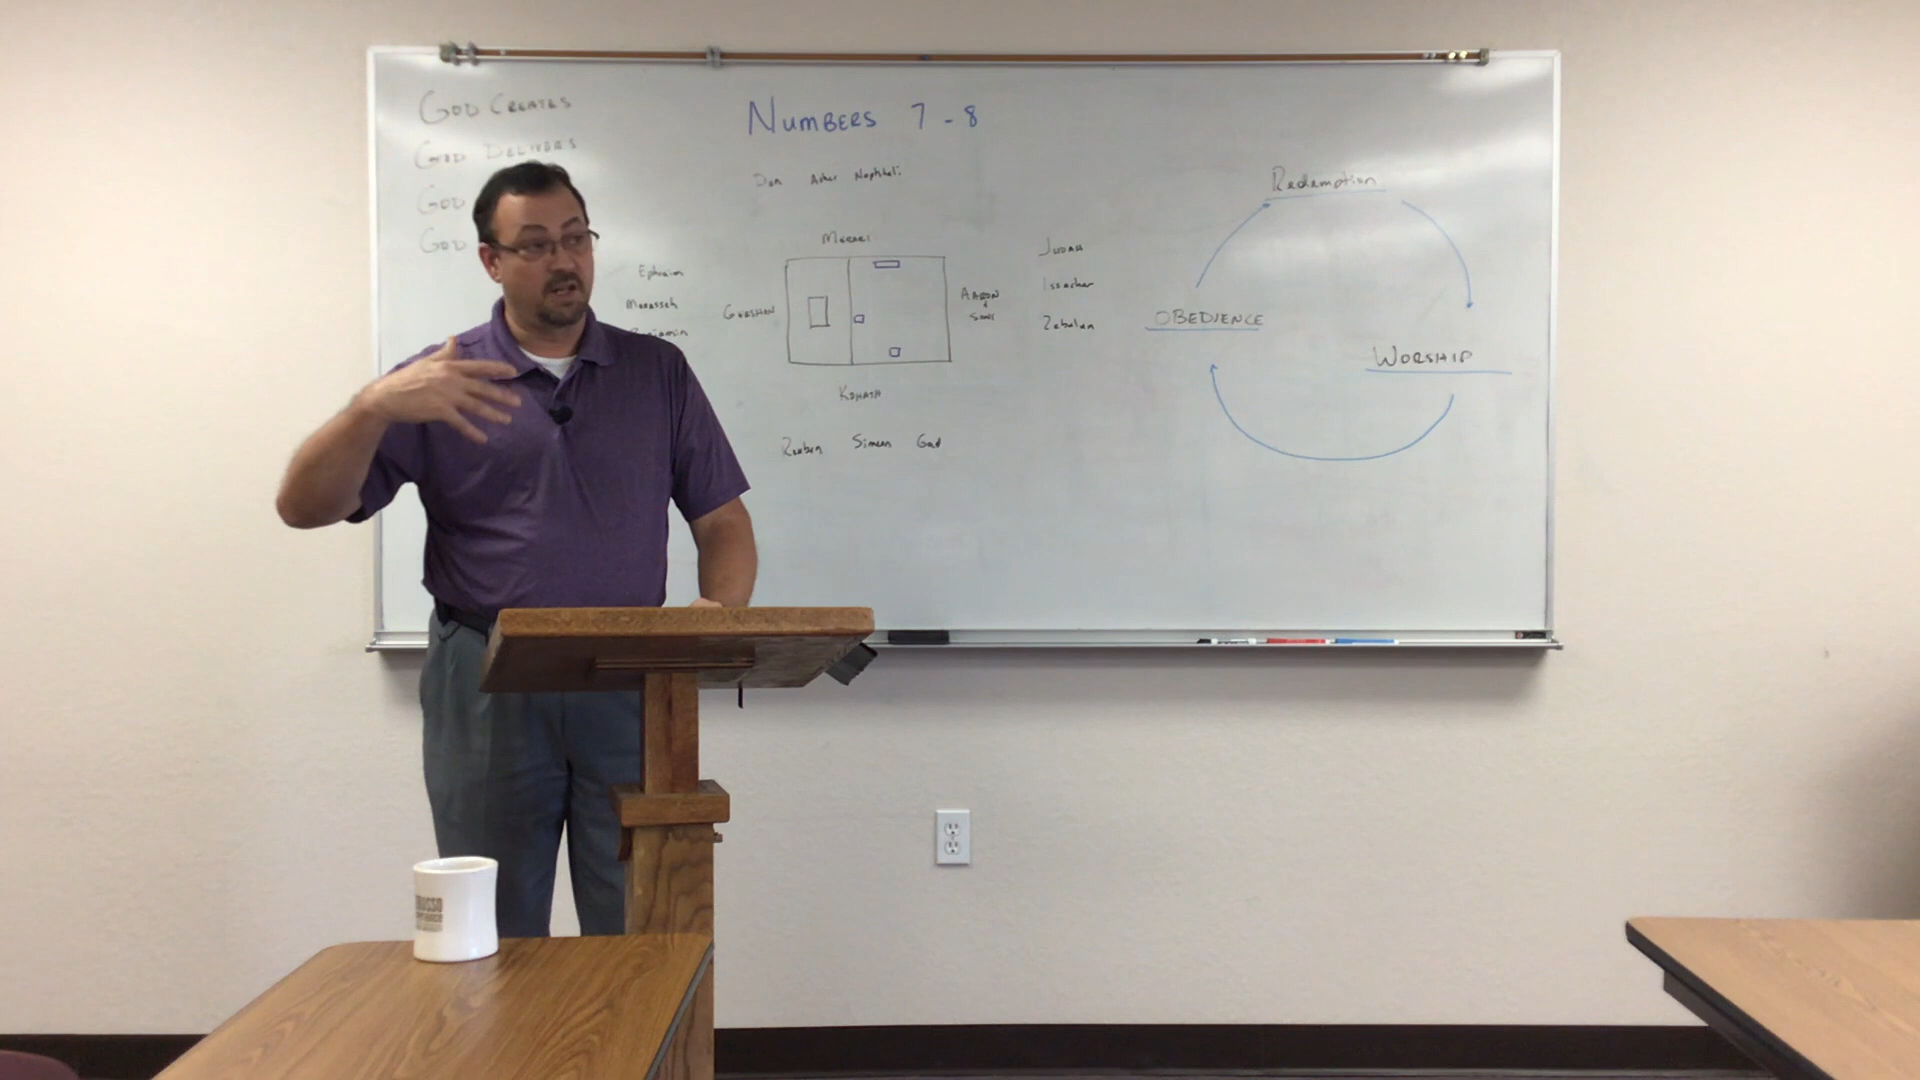 GOD CREATES
GOD DELIVERS
GOD
GOD
NUMBERS 7-8
Dan Asher Naphtali
Merari
Ephraim
Manasseh
Benjamin
GERSHON
AARON
&
SONS
JUDAH
Issachar
Zebulun
KOHATH
Reuben Simeon Gad
Redemption
OBEDIENCE
WORSHIP